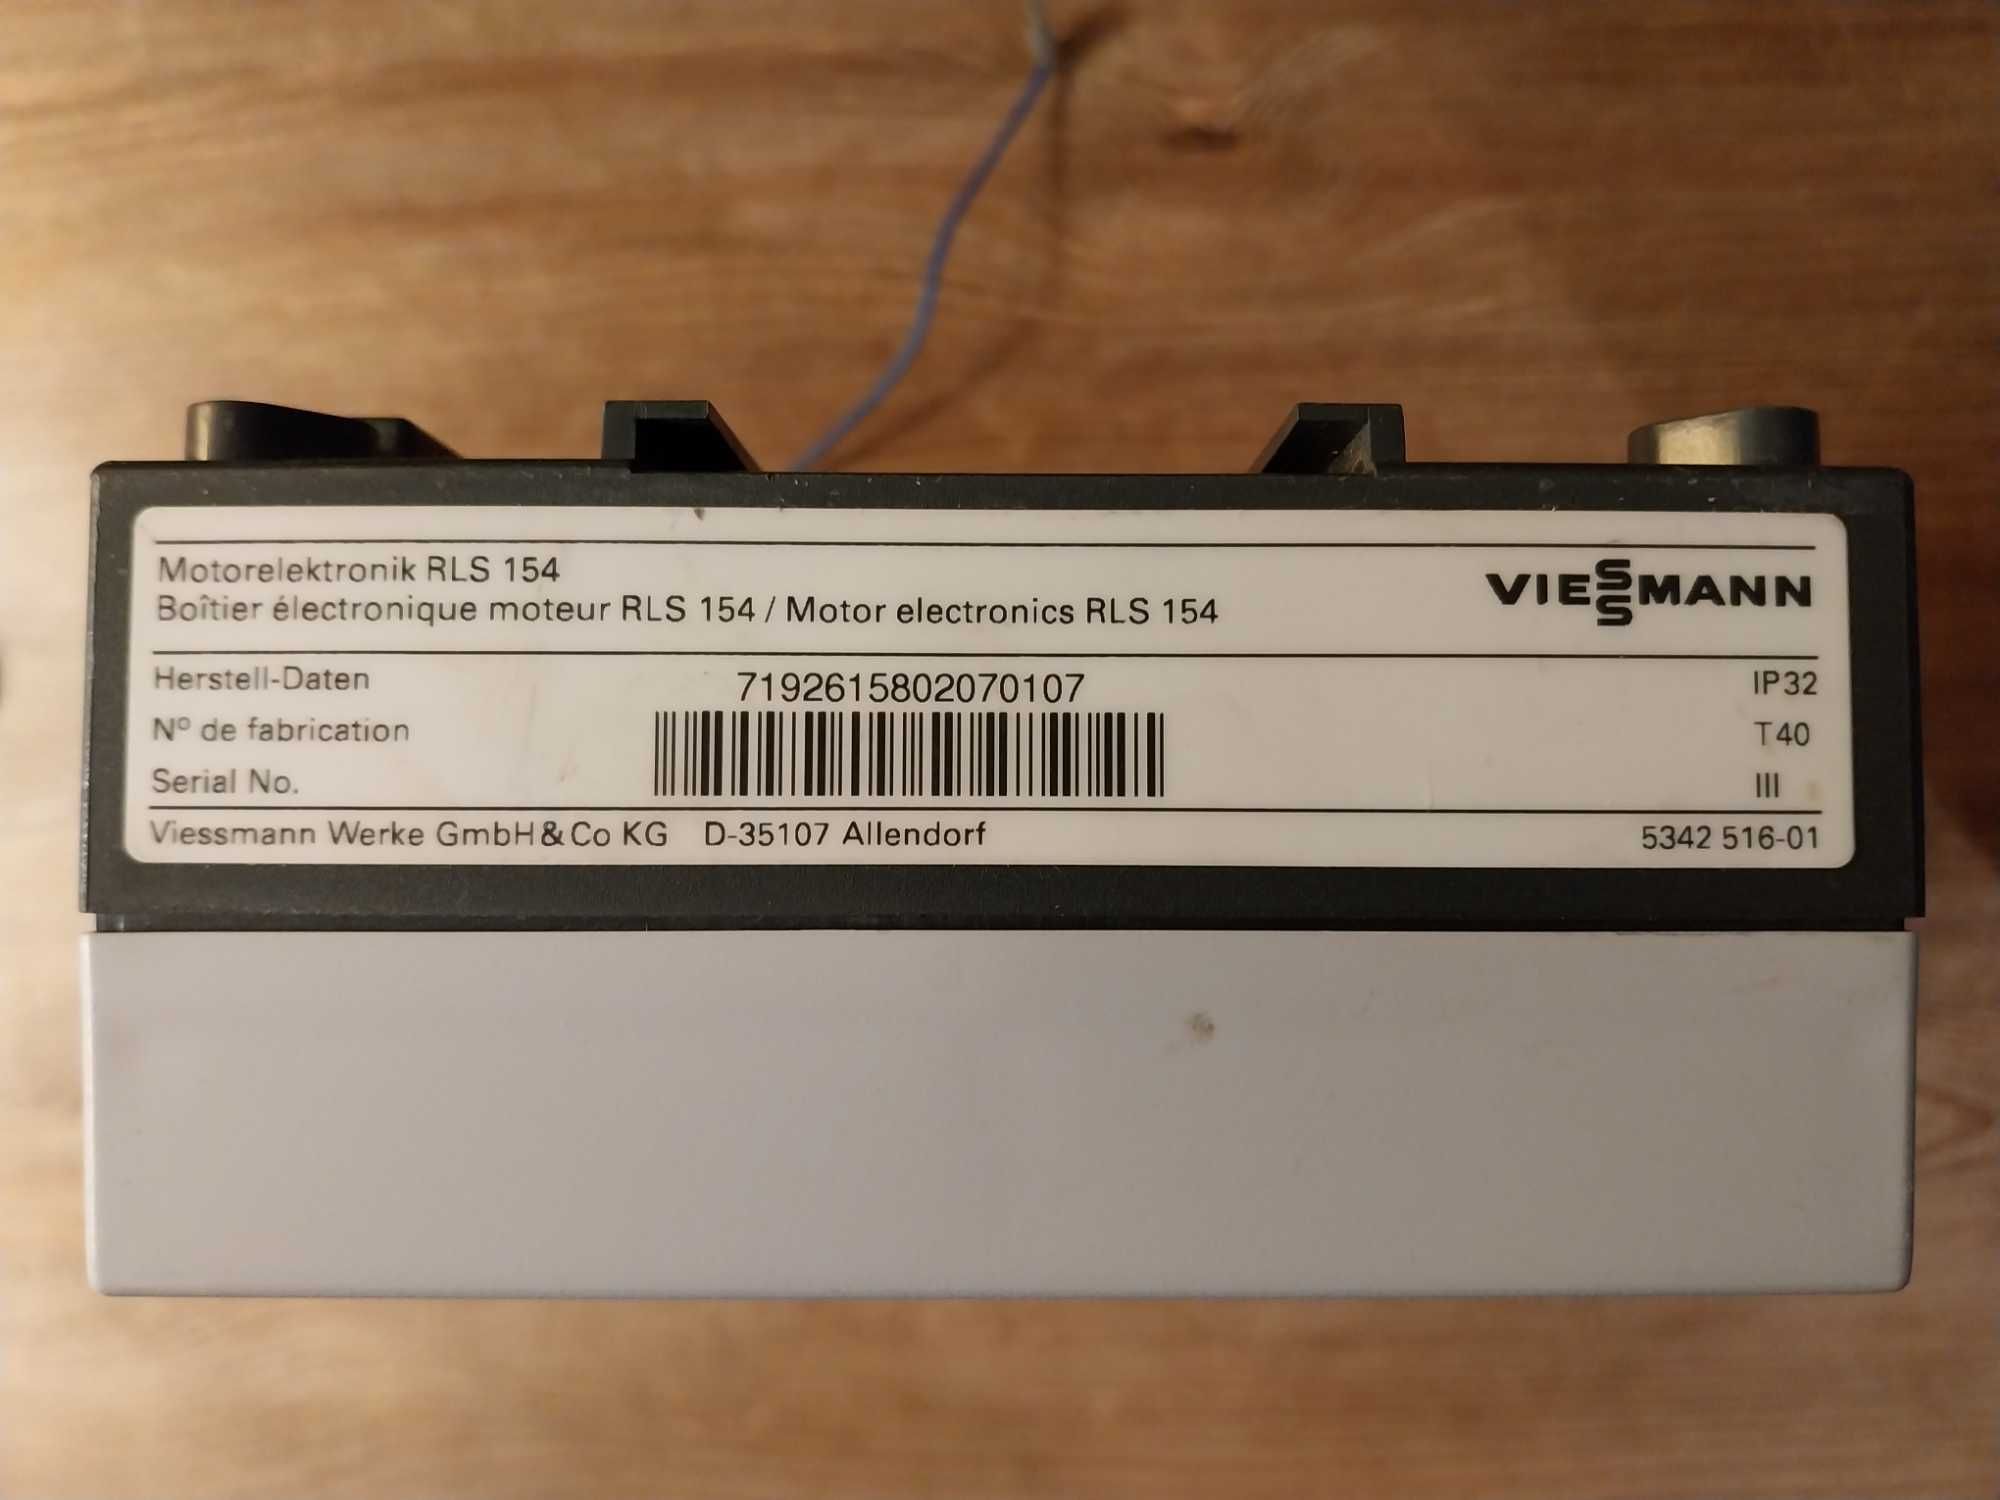 Motorelektronik RLS 154
Boîtier électronique moteur RLS 154 / Motor electronics RLS 154
VIESSMANN
Herstell-Daten 7192615802070107 IP32
Nº de fabrication T40
Serial No. III
Viessmann Werke GmbH&Co KG D-35107 Allendorf 5342 516-01